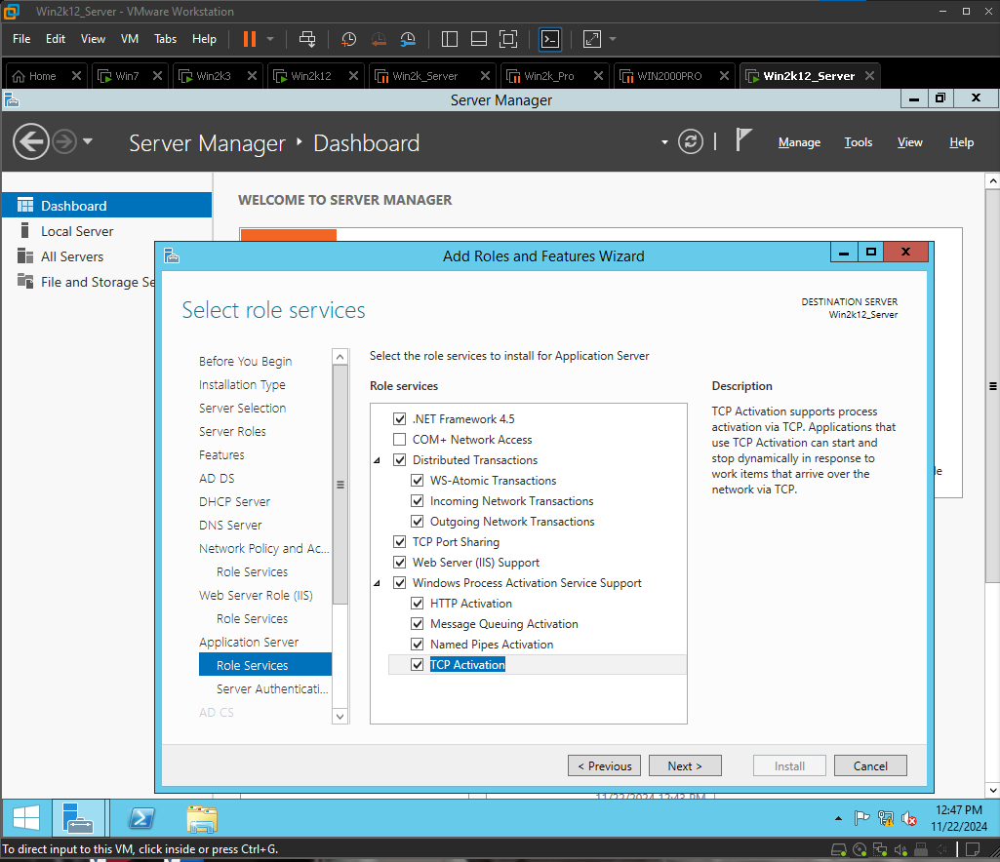 Win2k12_Server - VMware Workstation
File Edit View VM Tabs Help
Home Win7 Win2k3 Win2k12 Win2k_Server Win2k_Pro WIN2000PRO Win2k12_Server
Server Manager
Server Manager Dashboard
Manage Tools View Help
Dashboard
Local Server
All Servers
File and Storage Se
WELCOME TO SERVER MANAGER
Add Roles and Features Wizard
Select role services
DESTINATION SERVER
Win2k12_Server
Before You Begin
Installation Type
Server Selection
Server Roles
Features
AD DS
DHCP Server
DNS Server
Network Policy and Ac...
Role Services
Web Server Role (IIS)
Role Services
Application Server
Role Services
Server Authenticati...
AD CS
Select the role services to install for Application Server
Role services
.NET Framework 4.5
COM+ Network Access
Distributed Transactions
WS-Atomic Transactions
Incoming Network Transactions
Outgoing Network Transactions
TCP Port Sharing
Web Server (IIS) Support
Windows Process Activation Service Support
HTTP Activation
Message Queuing Activation
Named Pipes Activation
TCP Activation
Description
TCP Activation supports process
activation via TCP. Applications that
use TCP Activation can start and
stop dynamically in response to
work items that arrive over the
network via TCP.
< Previous Next > Install Cancel
11/22/2024 12:43 PM
12:47 PM
11/22/2024
To direct input to this VM, click inside or press Ctrl+G.